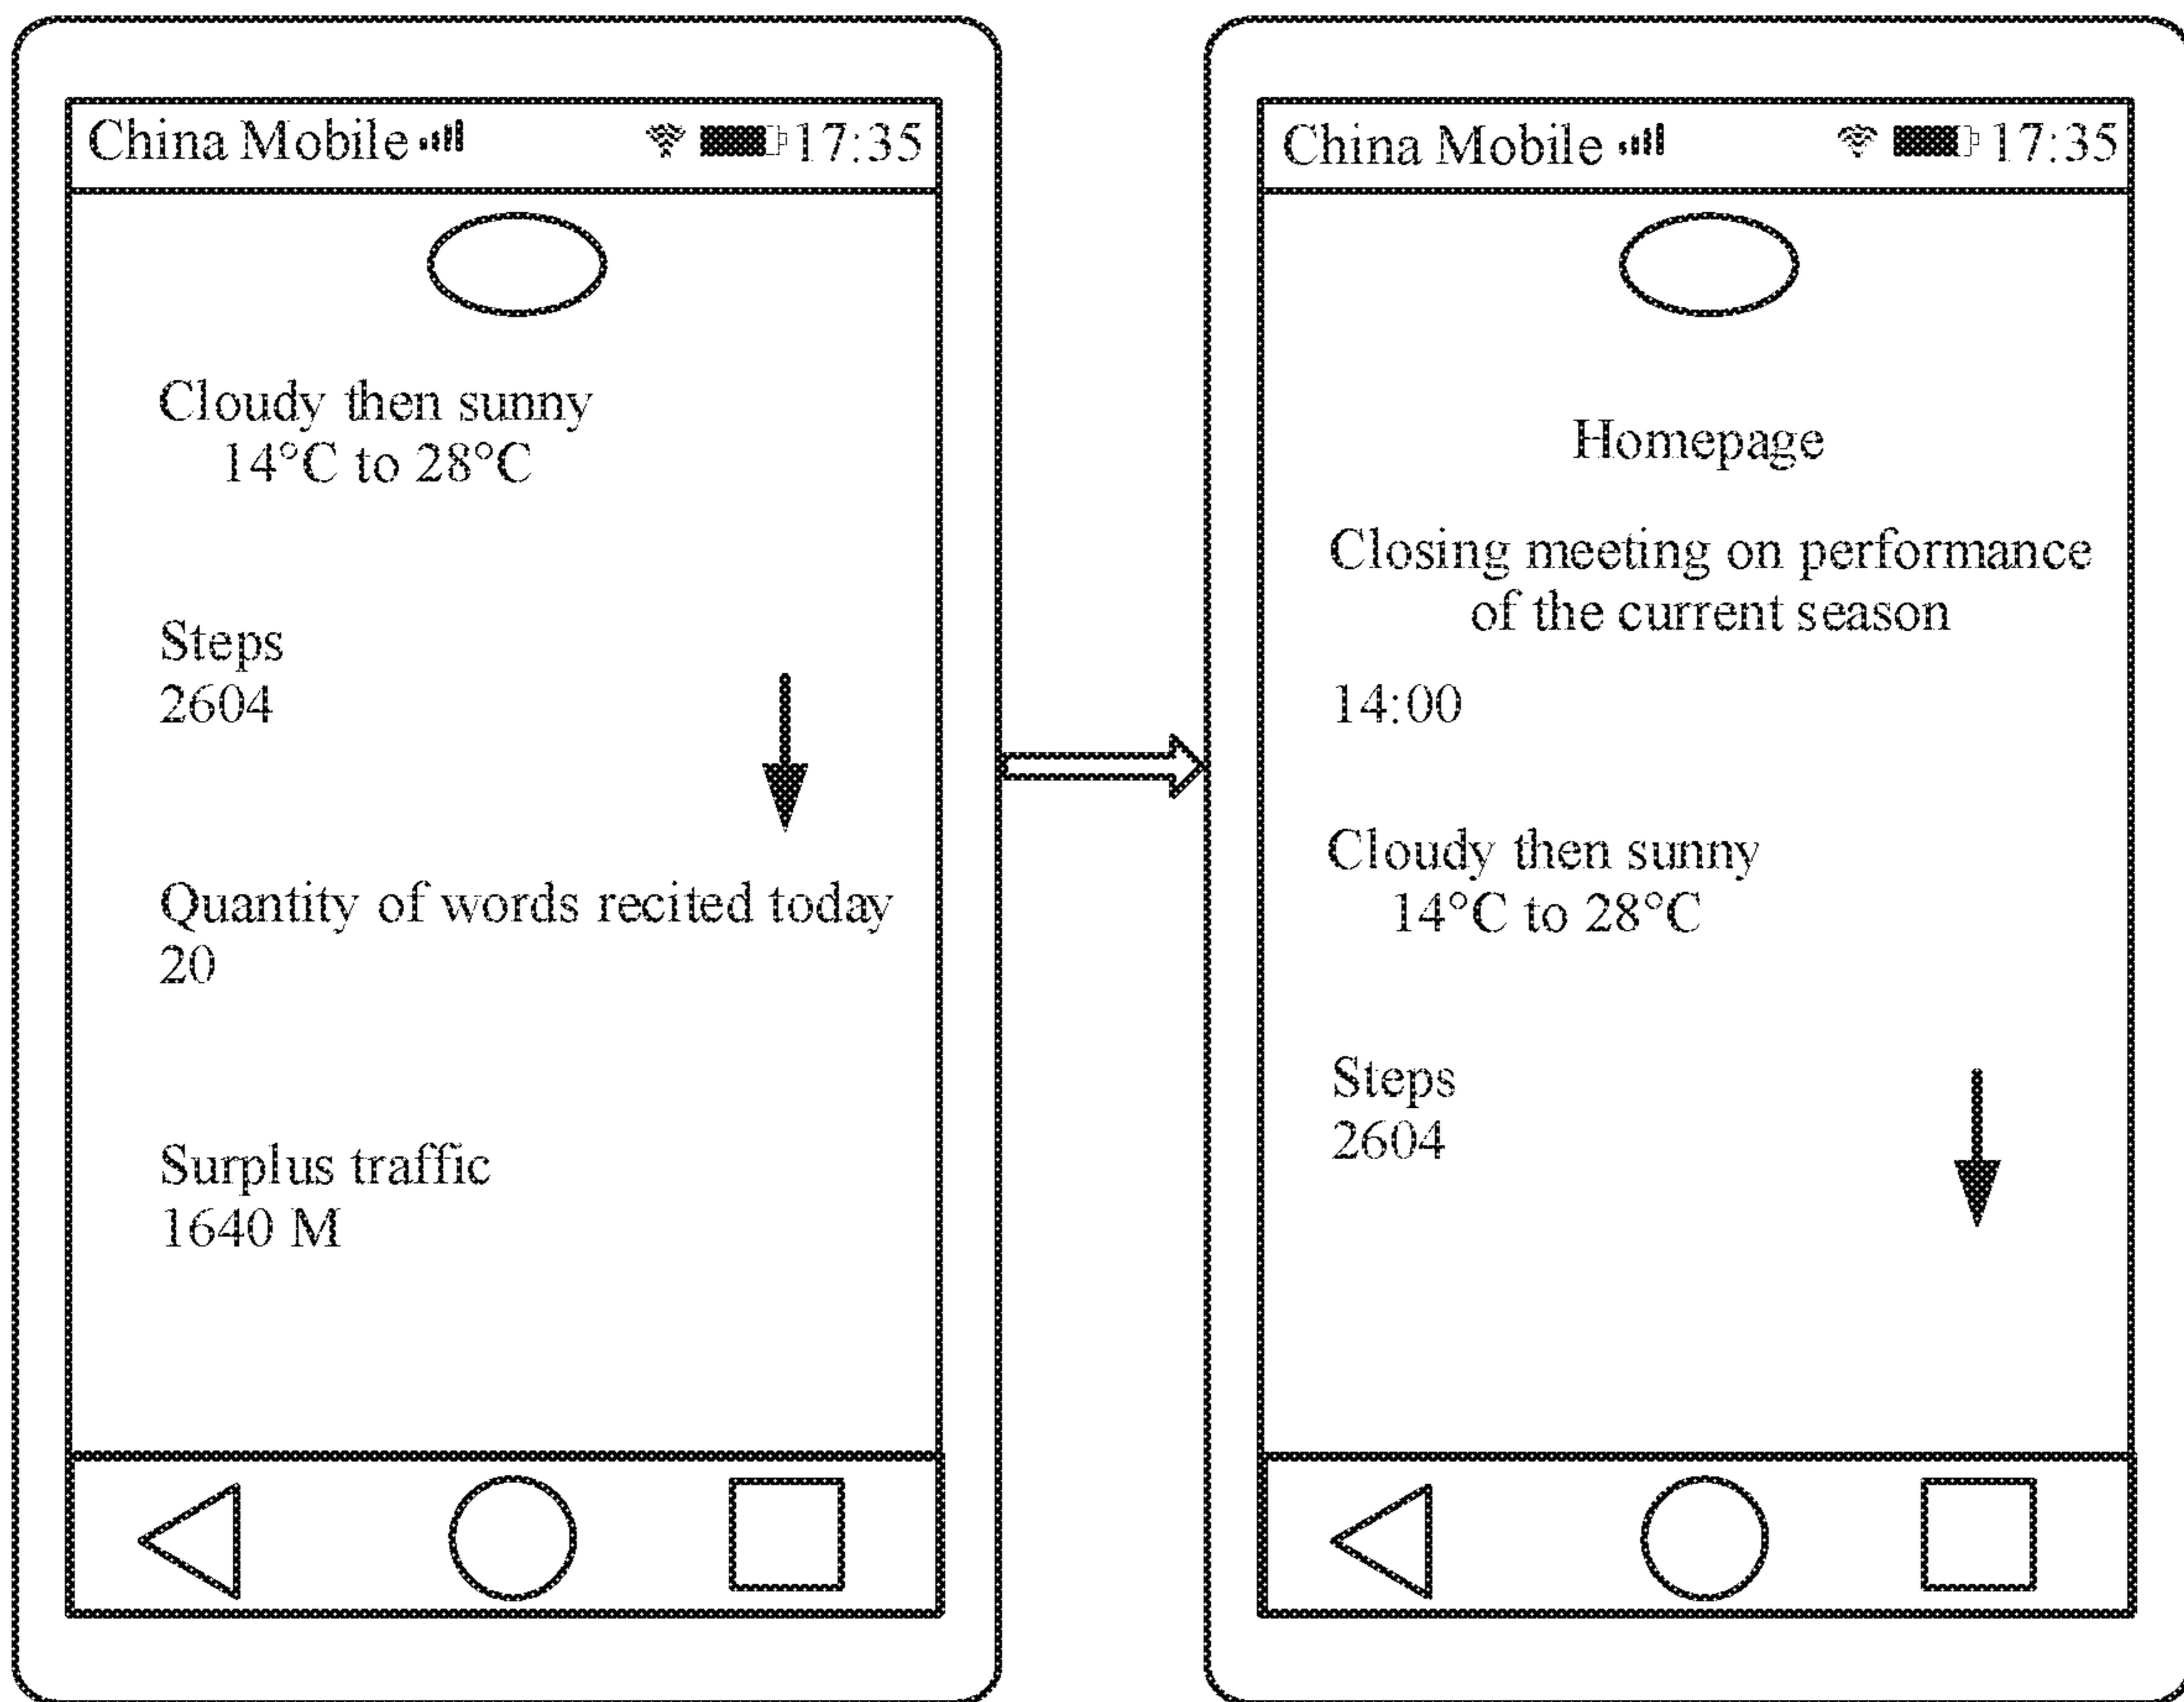 China Mobile 17:35
Cloudy then sunny
14°C to 28°C
Steps
2604
Quantity of words recited today
20
Surplus traffic
1640 M
China Mobile 17:35
Homepage
Closing meeting on performance
of the current season
14:00
Cloudy then sunny
14°C to 28°C
Steps
2604